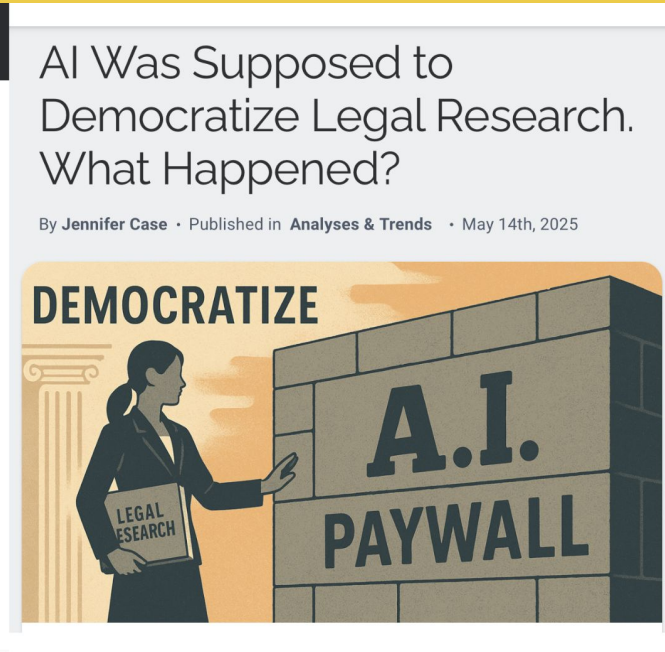 AI Was Supposed to
Democratize Legal Research.
What Happened?
By Jennifer Case • Published in Analyses & Trends • May 14th, 2025
DEMOCRATIZE
A.I.
PAYWALL
LEGAL
ESEARCH